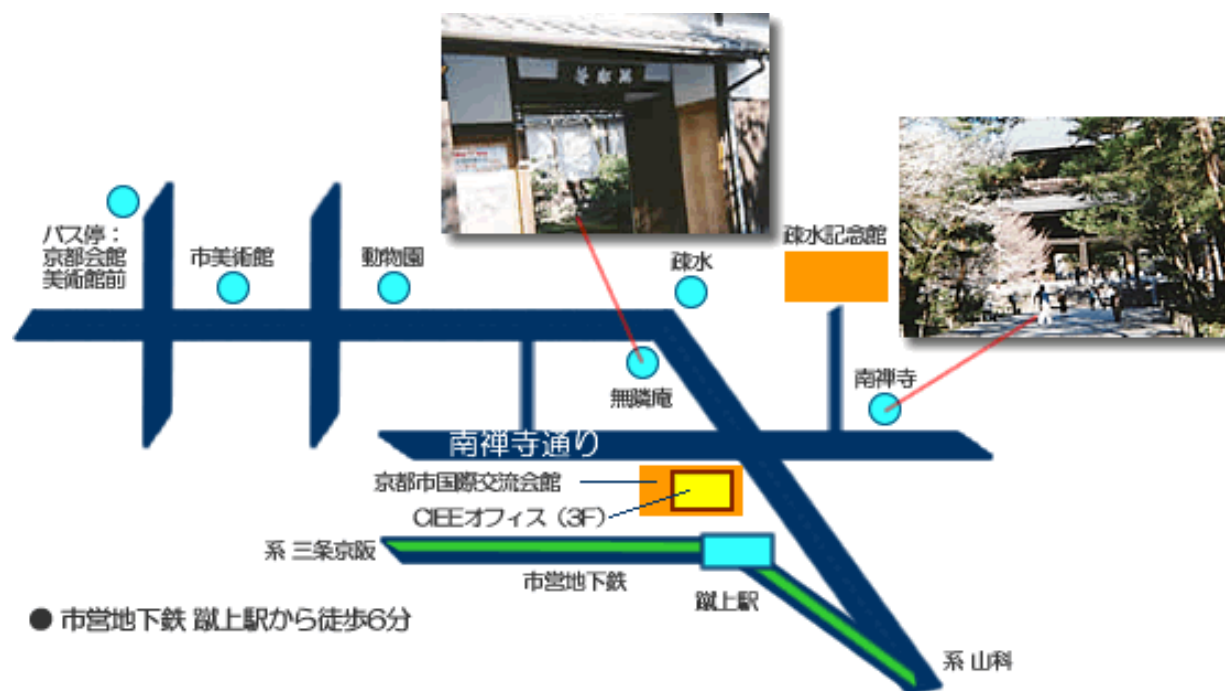 バス停：
京都会館
美術館前
市美術館
動物園
疎水
疎水記念館
無隣庵
南禅寺
南禅寺通り
京都市国際交流会館
CIEEオフィス（3F）
系 三条京阪
市営地下鉄
蹴上駅
● 市営地下鉄 蹴上駅から徒歩6分
系 山科